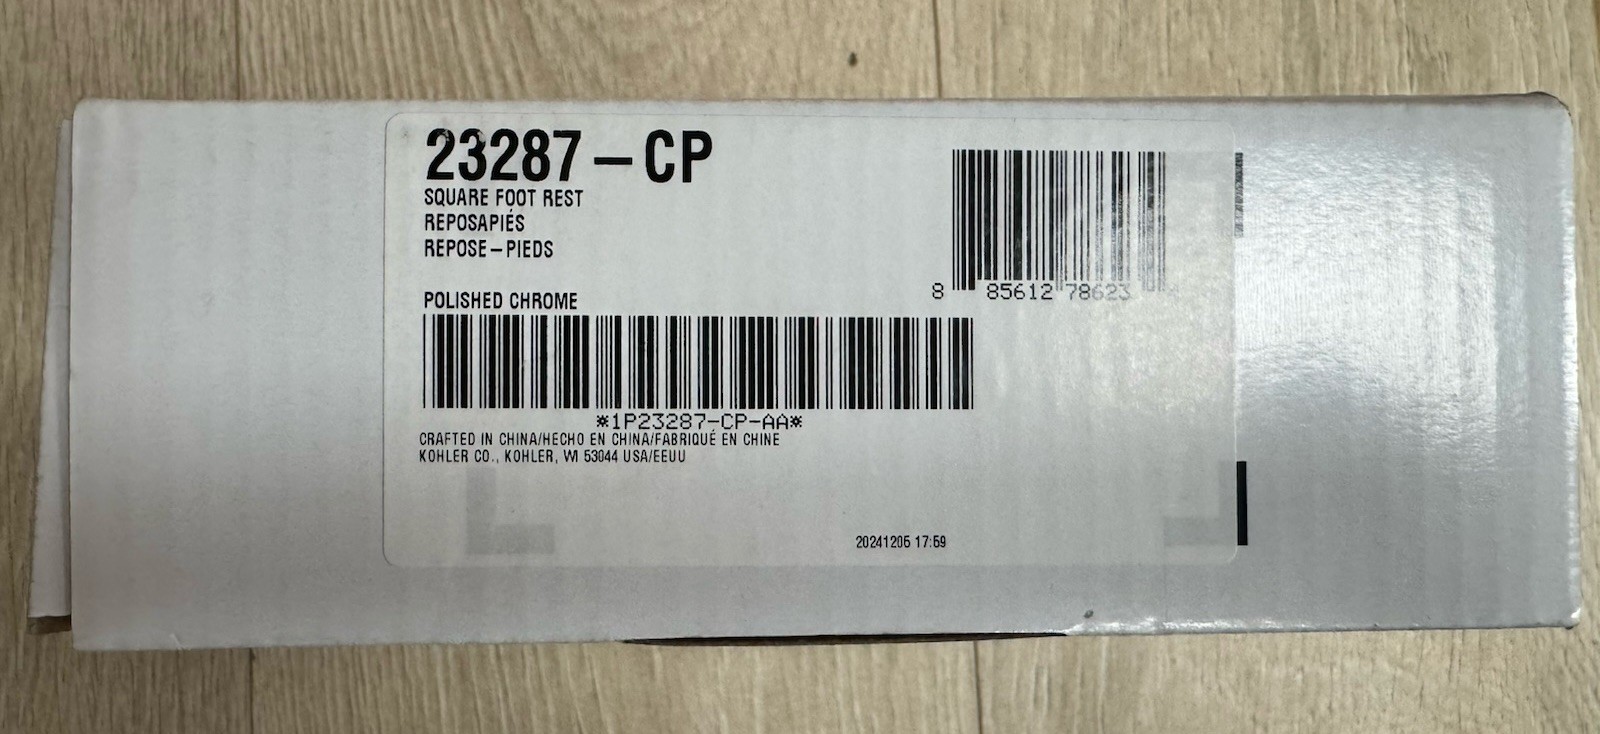 23287-CP
SQUARE FOOT REST
REPOSAPIÉS
REPOSE-PIEDS
POLISHED CHROME
8 85612 78623
*1P23287-CP-AA*
CRAFTED IN CHINA/HECHO EN CHINA/FABRIQUÉ EN CHINE
KOHLER CO., KOHLER, WI 53044 USA/EEUU
20241205 17:59